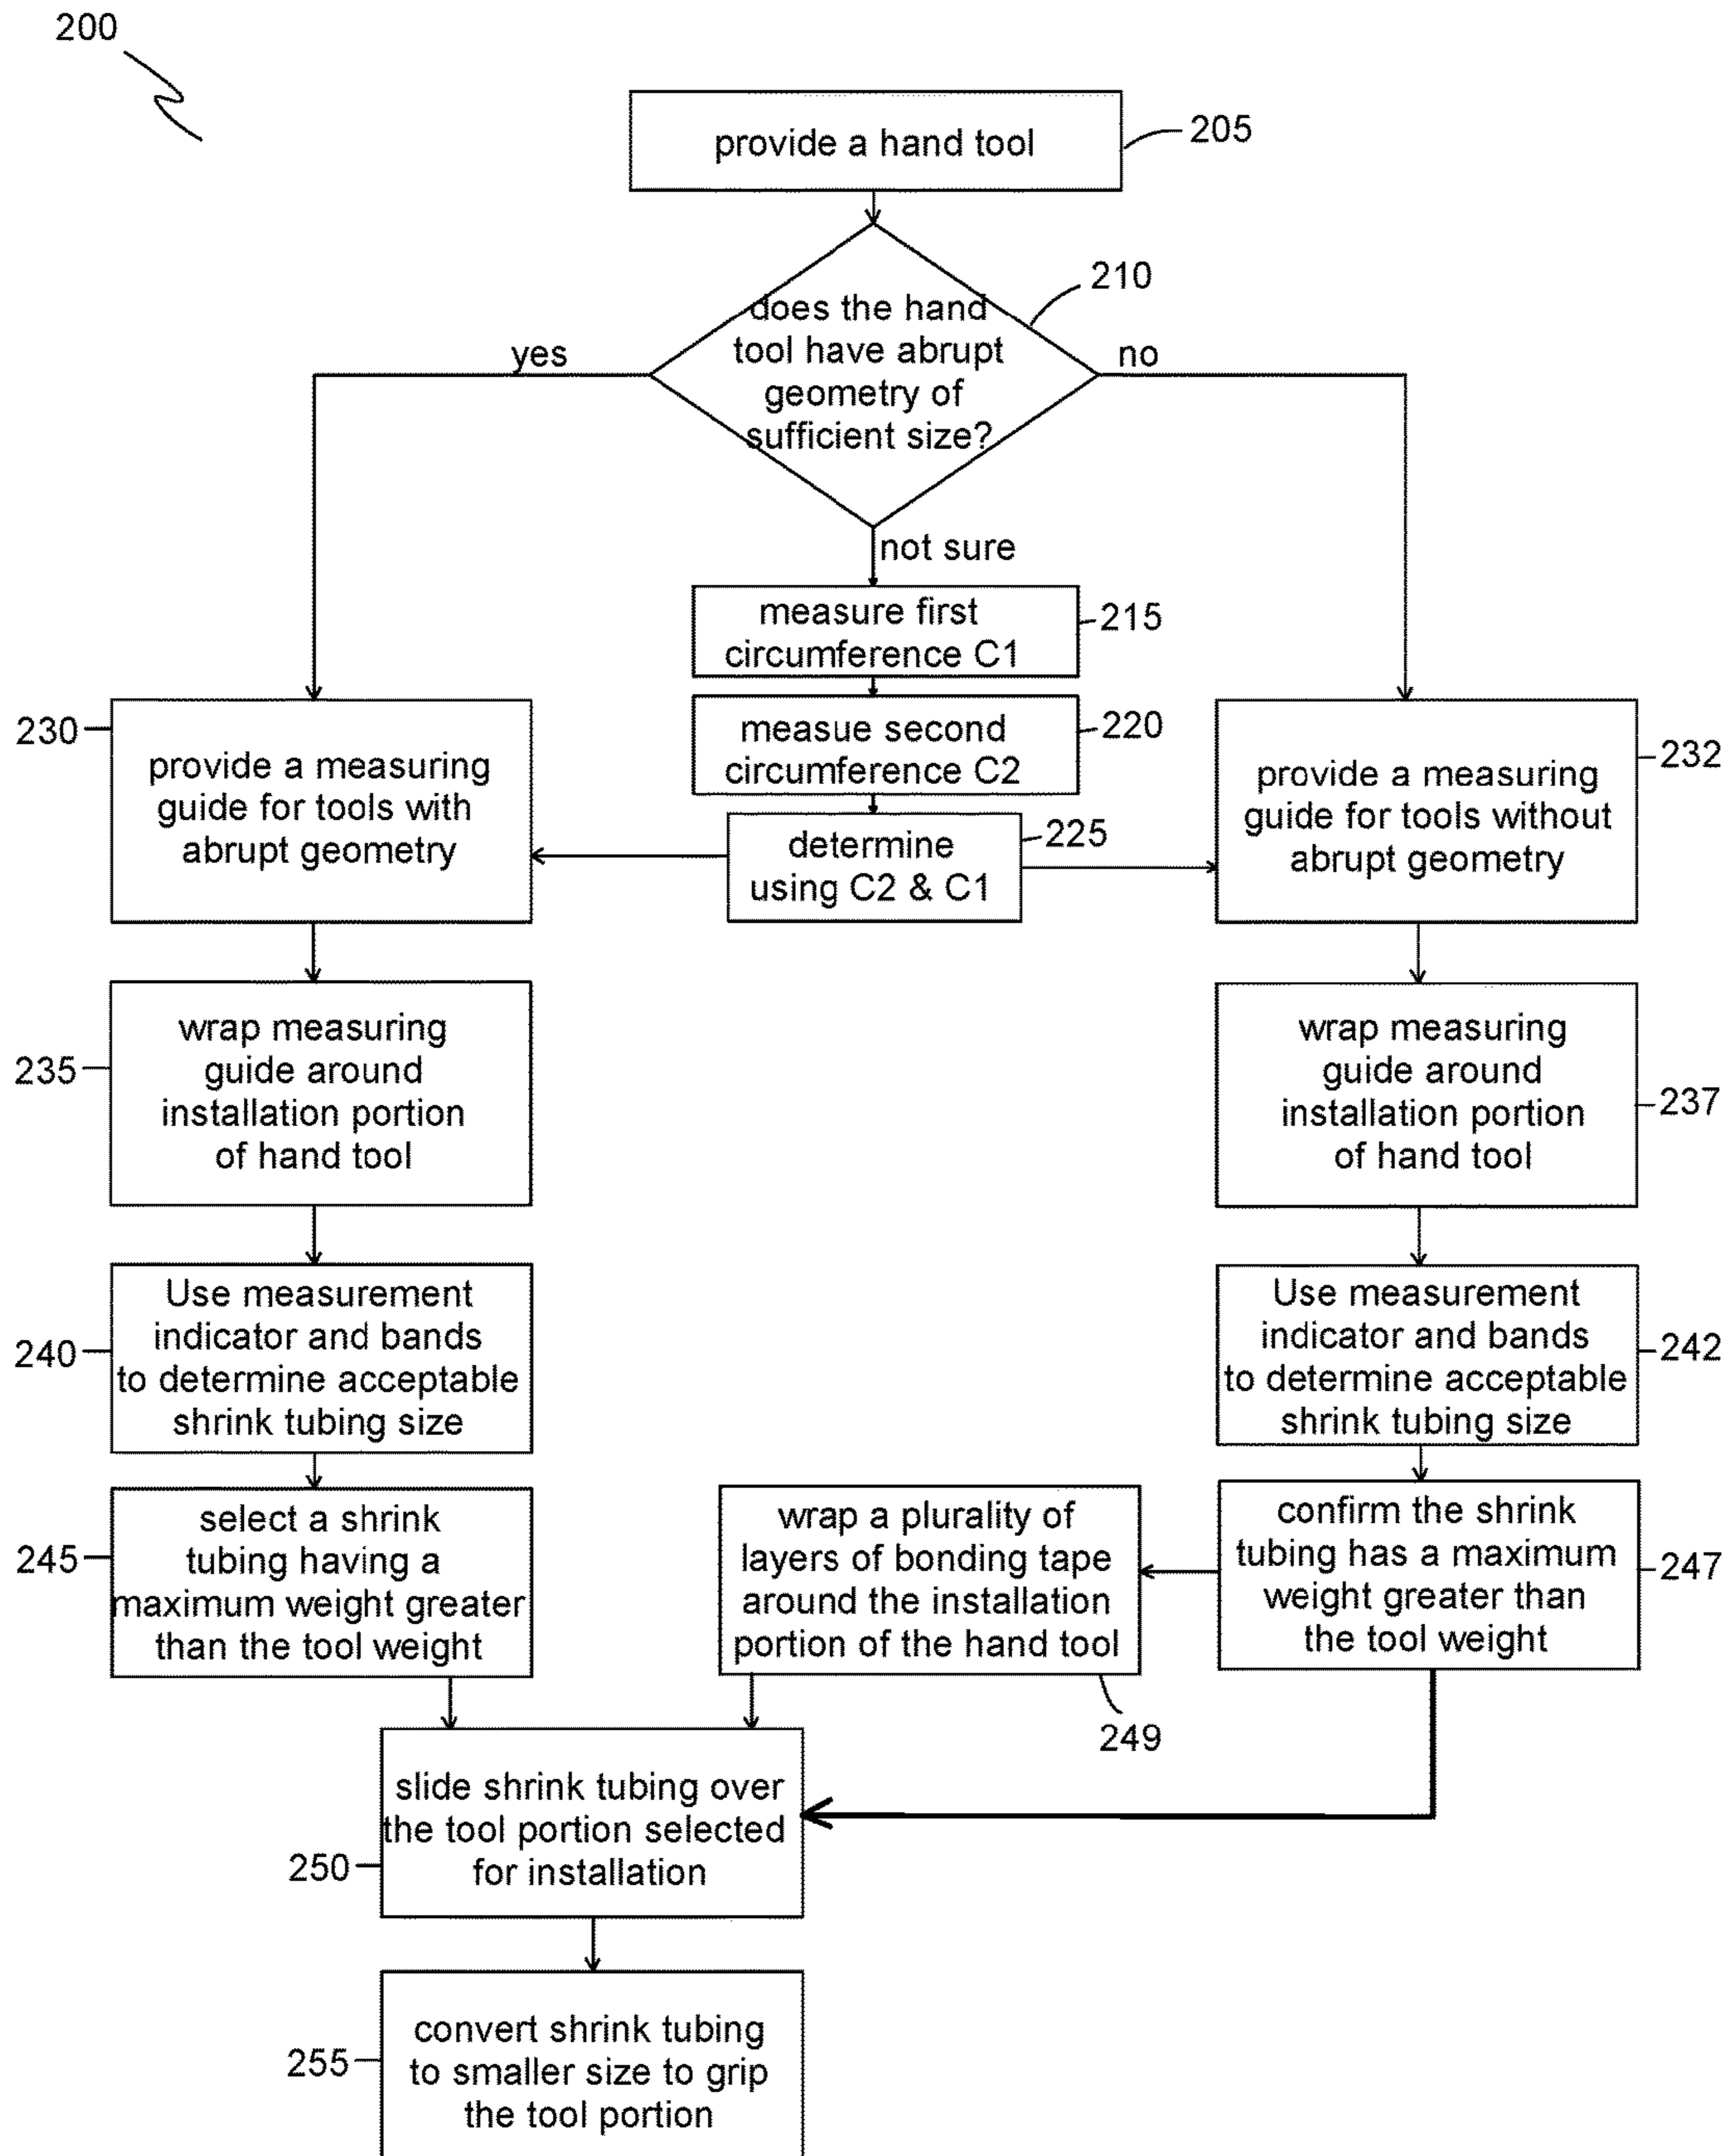 200
provide a hand tool
205
does the hand
tool have abrupt
geometry of
sufficient size?
210
yes
no
not sure
measure first
circumference C1
215
measue second
circumference C2
220
determine
using C2 & C1
225
230
provide a measuring
guide for tools with
abrupt geometry
provide a measuring
guide for tools without
abrupt geometry
232
235
wrap measuring
guide around
installation portion
of hand tool
wrap measuring
guide around
installation portion
of hand tool
237
240
Use measurement
indicator and bands
to determine acceptable
shrink tubing size
Use measurement
indicator and bands
to determine acceptable
shrink tubing size
242
245
select a shrink
tubing having a
maximum weight greater
than the tool weight
wrap a plurality of
layers of bonding tape
around the installation
portion of the hand tool
249
confirm the shrink
tubing has a maximum
weight greater than
the tool weight
247
slide shrink tubing over
the tool portion selected
for installation
250
convert shrink tubing
to smaller size to grip
the tool portion
255